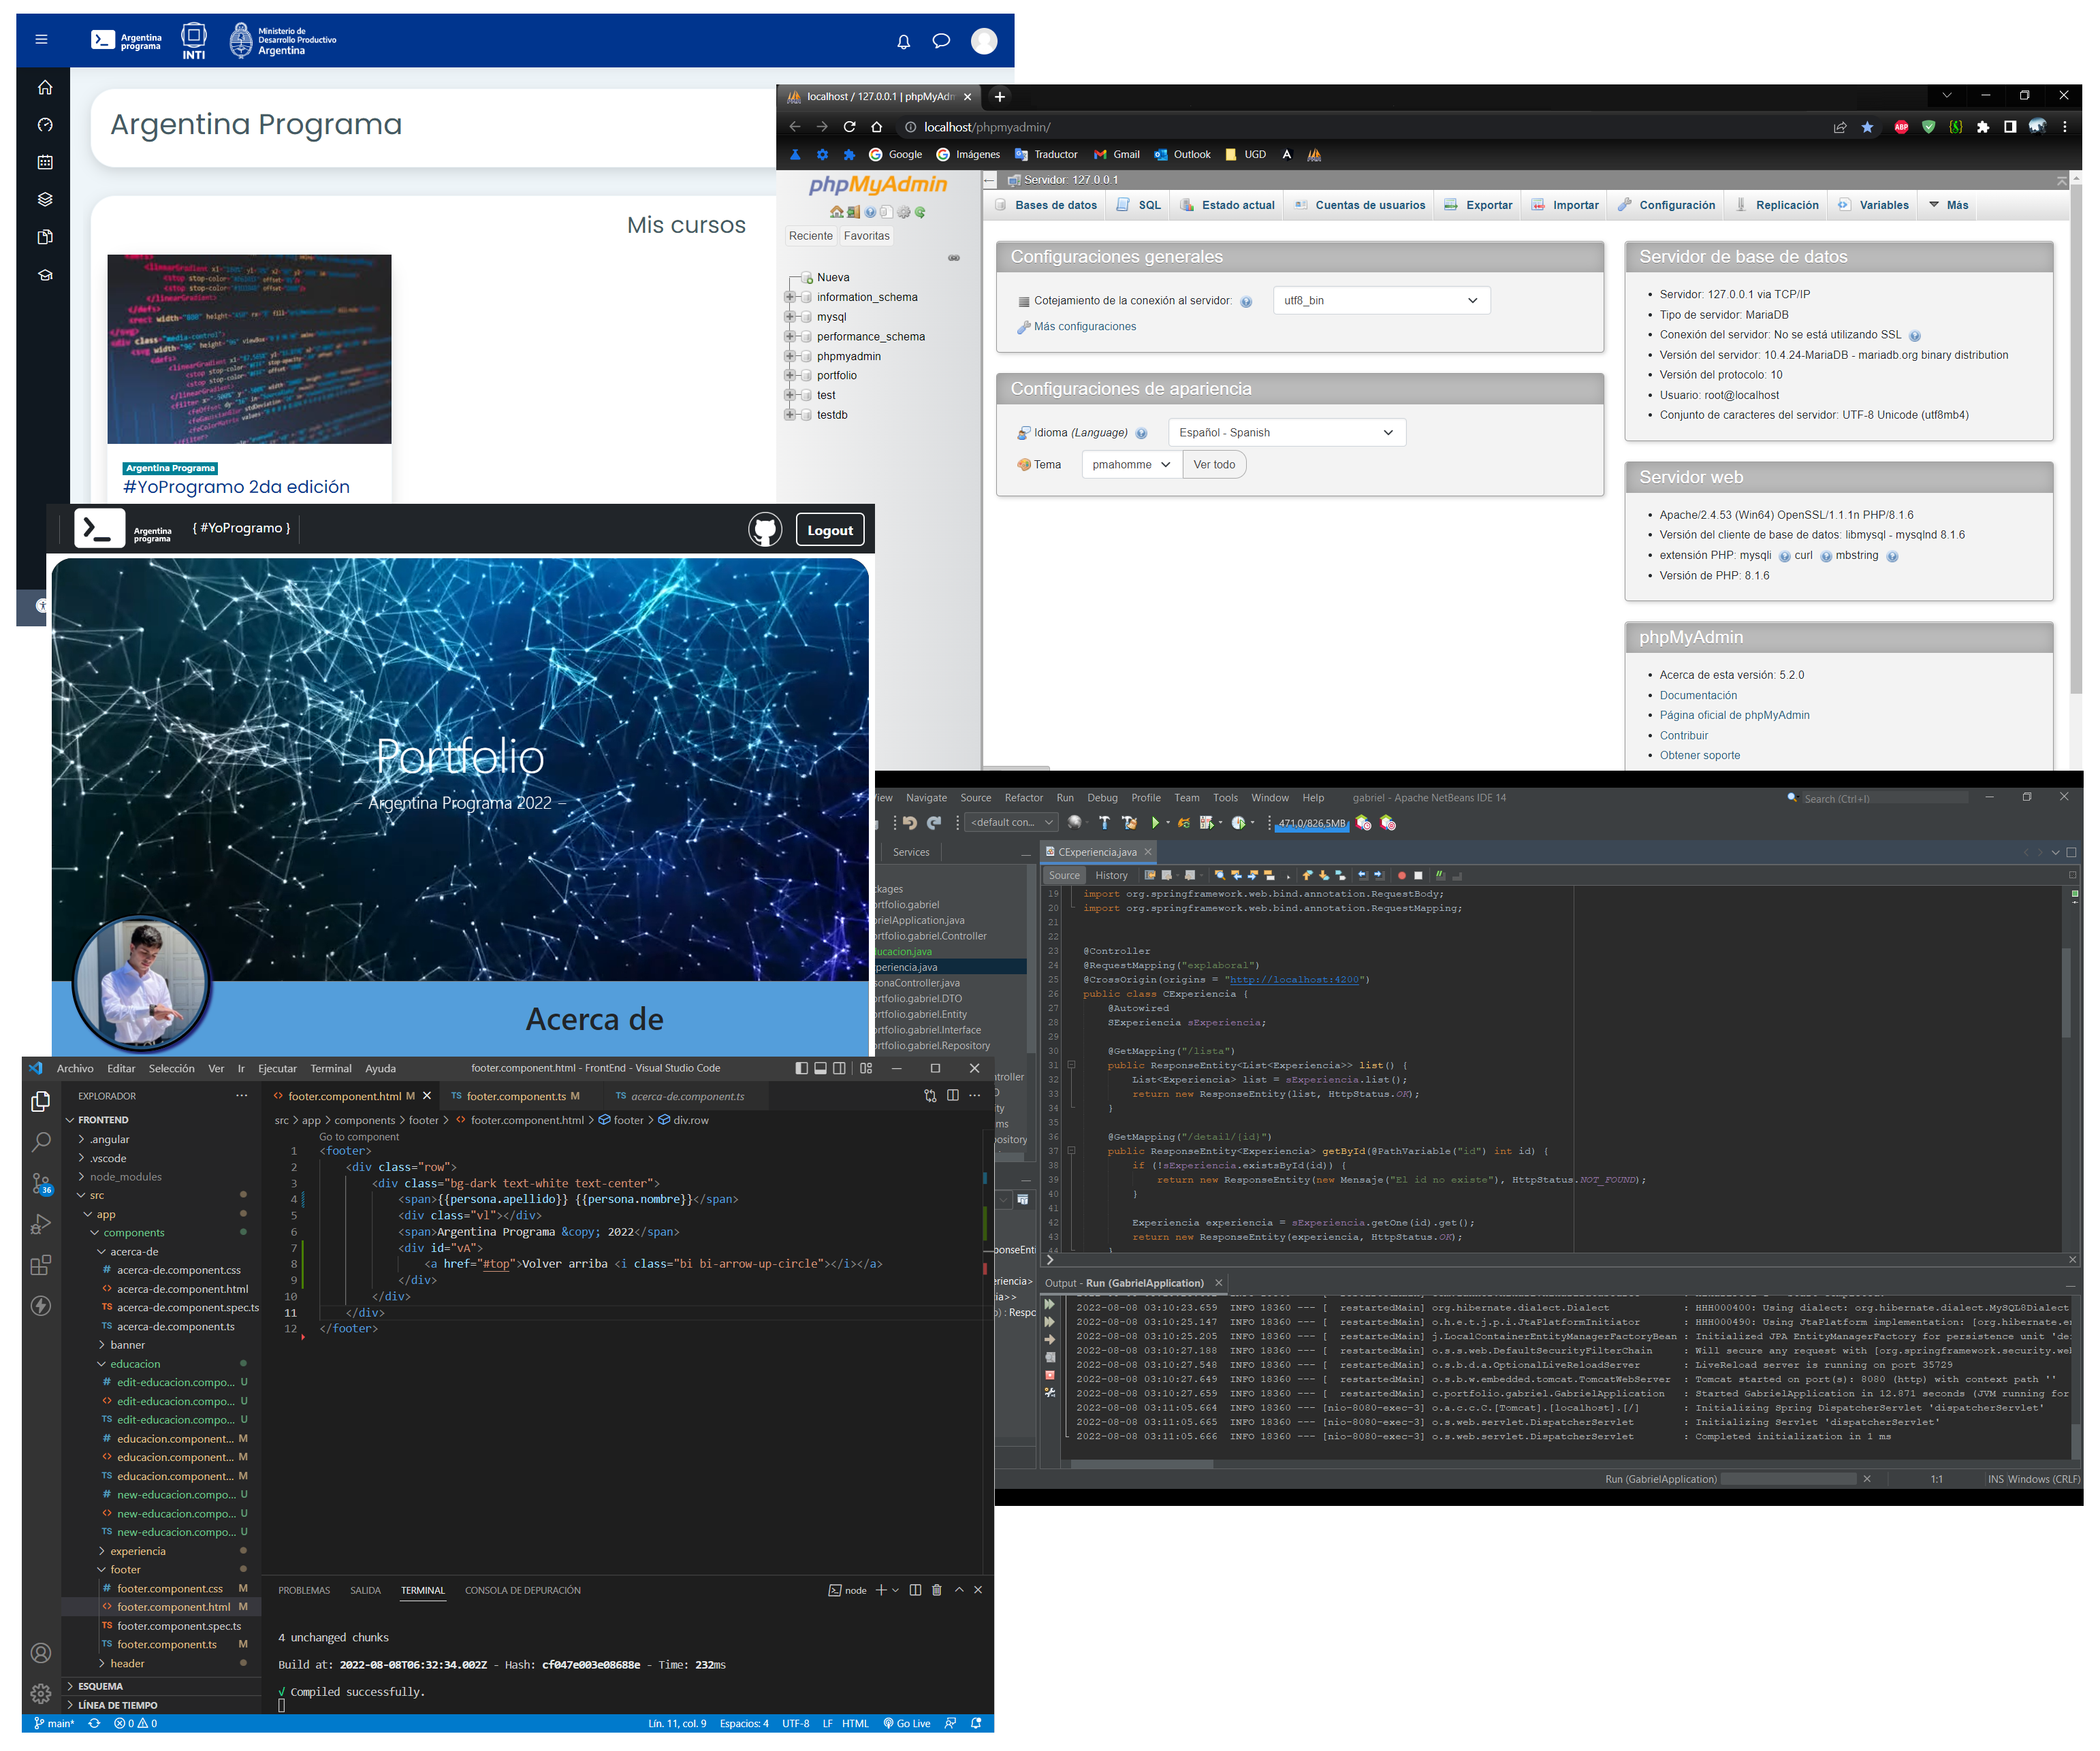 Argentina
programa
INTI
Ministerio de
Desarrollo Productivo
Argentina
Argentina Programa
Mis cursos
Argentina Programa
#YoProgramo 2da edición
localhost / 127.0.0.1 | phpMyAdm
localhost/phpmyadmin/
ABP
Google Imágenes Traductor Gmail Outlook UGD A
phpMyAdmin
Reciente Favoritas
Nueva
information_schema
mysql
performance_schema
phpmyadmin
portfolio
test
testdb
Servidor: 127.0.0.1
Bases de datos SQL Estado actual Cuentas de usuarios Exportar Importar Configuración Replicación Variables Más
Configuraciones generales
Cotejamiento de la conexión al servidor: utf8_bin
Más configuraciones
Configuraciones de apariencia
Idioma (Language) Español - Spanish
Tema pmahomme Ver todo
Servidor de base de datos
Servidor: 127.0.0.1 via TCP/IP
Tipo de servidor: MariaDB
Conexión del servidor: No se está utilizando SSL
Versión del servidor: 10.4.24-MariaDB - mariadb.org binary distribution
Versión del protocolo: 10
Usuario: root@localhost
Conjunto de caracteres del servidor: UTF-8 Unicode (utf8mb4)
Servidor web
Apache/2.4.53 (Win64) OpenSSL/1.1.1n PHP/8.1.6
Versión del cliente de base de datos: libmysql - mysqlnd 8.1.6
extensión PHP: mysqli curl mbstring
Versión de PHP: 8.1.6
phpMyAdmin
Acerca de esta versión: 5.2.0
Documentación
Página oficial de phpMyAdmin
Contribuir
Obtener soporte
Argentina
programa
{ #YoProgramo }
Logout
Portfolio
– Argentina Programa 2022 –
Acerca de
iew Navigate Source Refactor Run Debug Profile Team Tools Window Help gabriel - Apache NetBeans IDE 14 Search (Ctrl+I)
<default con... 471,0/826,5MB
Services
ckages
ortfolio.gabriel
brielApplication.java
ortfolio.gabriel.Controller
ducacion.java
xperiencia.java
rsonaController.java
ortfolio.gabriel.DTO
ortfolio.gabriel.Entity
ortfolio.gabriel.Interface
ortfolio.gabriel.Repository
CExperiencia.java
Source History
19 import org.springframework.web.bind.annotation.RequestBody;
20 import org.springframework.web.bind.annotation.RequestMapping;
21
22
23 @Controller
24 @RequestMapping("explaboral")
25 @CrossOrigin(origins = "http://localhost:4200")
26 public class CExperiencia {
27 @Autowired
28 SExperiencia sExperiencia;
29
30 @GetMapping("/lista")
31 public ResponseEntity<List<Experiencia>> list() {
32 List<Experiencia> list = sExperiencia.list();
33 return new ResponseEntity(list, HttpStatus.OK);
34 }
35
36 @GetMapping("/detail/{id}")
37 public ResponseEntity<Experiencia> getById(@PathVariable("id") int id) {
38 if (!sExperiencia.existsById(id)) {
39 return new ResponseEntity(new Mensaje("El id no existe"), HttpStatus.NOT_FOUND);
40 }
41
42 Experiencia experiencia = sExperiencia.getOne(id).get();
43 return new ResponseEntity(experiencia, HttpStatus.OK);
44 }
Output - Run (GabrielApplication)
2022-08-08 03:10:23.659 INFO 18360 --- [ restartedMain] org.hibernate.dialect.Dialect : HHH000400: Using dialect: org.hibernate.dialect.MySQL8Dialect
2022-08-08 03:10:25.147 INFO 18360 --- [ restartedMain] o.h.e.t.j.p.i.JtaPlatformInitiator : HHH000490: Using JtaPlatform implementation: [org.hibernate.en
2022-08-08 03:10:25.205 INFO 18360 --- [ restartedMain] j.LocalContainerEntityManagerFactoryBean : Initialized JPA EntityManagerFactory for persistence unit 'de
2022-08-08 03:10:27.188 INFO 18360 --- [ restartedMain] o.s.s.web.DefaultSecurityFilterChain : Will secure any request with [org.springframework.security.we
2022-08-08 03:10:27.548 INFO 18360 --- [ restartedMain] o.s.b.d.a.OptionalLiveReloadServer : LiveReload server is running on port 35729
2022-08-08 03:10:27.649 INFO 18360 --- [ restartedMain] o.s.b.w.embedded.tomcat.TomcatWebServer : Tomcat started on port(s): 8080 (http) with context path ''
2022-08-08 03:10:27.659 INFO 18360 --- [ restartedMain] c.portfolio.gabriel.GabrielApplication : Started GabrielApplication in 12.871 seconds (JVM running for
2022-08-08 03:11:05.664 INFO 18360 --- [nio-8080-exec-3] o.a.c.c.C.[Tomcat].[localhost].[/] : Initializing Spring DispatcherServlet 'dispatcherServlet'
2022-08-08 03:11:05.665 INFO 18360 --- [nio-8080-exec-3] o.s.web.servlet.DispatcherServlet : Initializing Servlet 'dispatcherServlet'
2022-08-08 03:11:05.666 INFO 18360 --- [nio-8080-exec-3] o.s.web.servlet.DispatcherServlet : Completed initialization in 1 ms
Run (GabrielApplication) 1:1 INS Windows (CRLF)
Archivo Editar Selección Ver Ir Ejecutar Terminal Ayuda footer.component.html - FrontEnd - Visual Studio Code
EXPLORADOR
FRONTEND
.angular
.vscode
node_modules
src
app
components
acerca-de
acerca-de.component.css
acerca-de.component.html
TS acerca-de.component.spec.ts
TS acerca-de.component.ts
banner
educacion
# edit-educacion.compo... U
<> edit-educacion.compo... U
TS edit-educacion.compo... U
# educacion.component... M
<> educacion.component... M
TS educacion.component... M
# new-educacion.compo... U
<> new-educacion.compo... U
TS new-educacion.compo... U
experiencia
footer
# footer.component.css M
<> footer.component.html M
TS footer.component.spec.ts
TS footer.component.ts M
header
ESQUEMA
LÍNEA DE TIEMPO
36
<> footer.component.html M TS footer.component.ts M TS acerca-de.component.ts
src > app > components > footer > <> footer.component.html > footer > div.row
Go to component
1 <footer>
2 <div class="row">
3 <div class="bg-dark text-white text-center">
4 <span>{{persona.apellido}} {{persona.nombre}}</span>
5 <div class="vl"></div>
6 <span>Argentina Programa &copy; 2022</span>
7 <div id="vA">
8 <a href="#top">Volver arriba <i class="bi bi-arrow-up-circle"></i></a>
9 </div>
10 </div>
11 </div>
12 </footer>
PROBLEMAS SALIDA TERMINAL CONSOLA DE DEPURACIÓN node
4 unchanged chunks
Build at: 2022-08-08T06:32:34.002Z - Hash: cf047e003e08688e - Time: 232ms
√ Compiled successfully.
main* 0 0 Lín. 11, col. 9 Espacios: 4 UTF-8 LF HTML Go Live